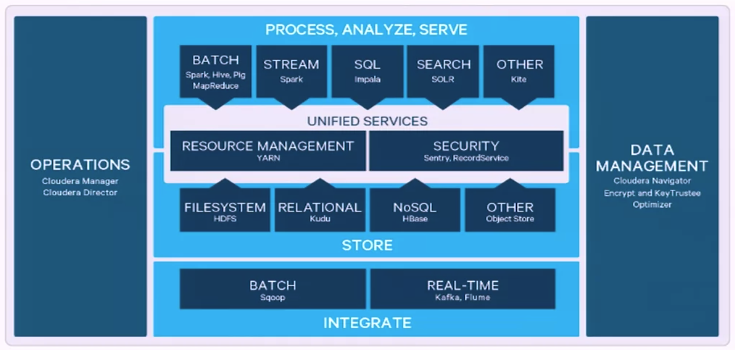 PROCESS, ANALYZE, SERVE
BATCH
Spark, Hive, Pig
MapReduce
STREAM
Spark
SQL
Impala
SEARCH
SOLR
OTHER
Kite
UNIFIED SERVICES
RESOURCE MANAGEMENT
YARN
SECURITY
Sentry, RecordService
OPERATIONS
Cloudera Manager
Cloudera Director
DATA
MANAGEMENT
Cloudera Navigator
Encrypt and KeyTrustee
Optimizer
FILESYSTEM
HDFS
RELATIONAL
Kudu
NoSQL
HBase
OTHER
Object Store
STORE
BATCH
Sqoop
REAL-TIME
Kafka, Flume
INTEGRATE